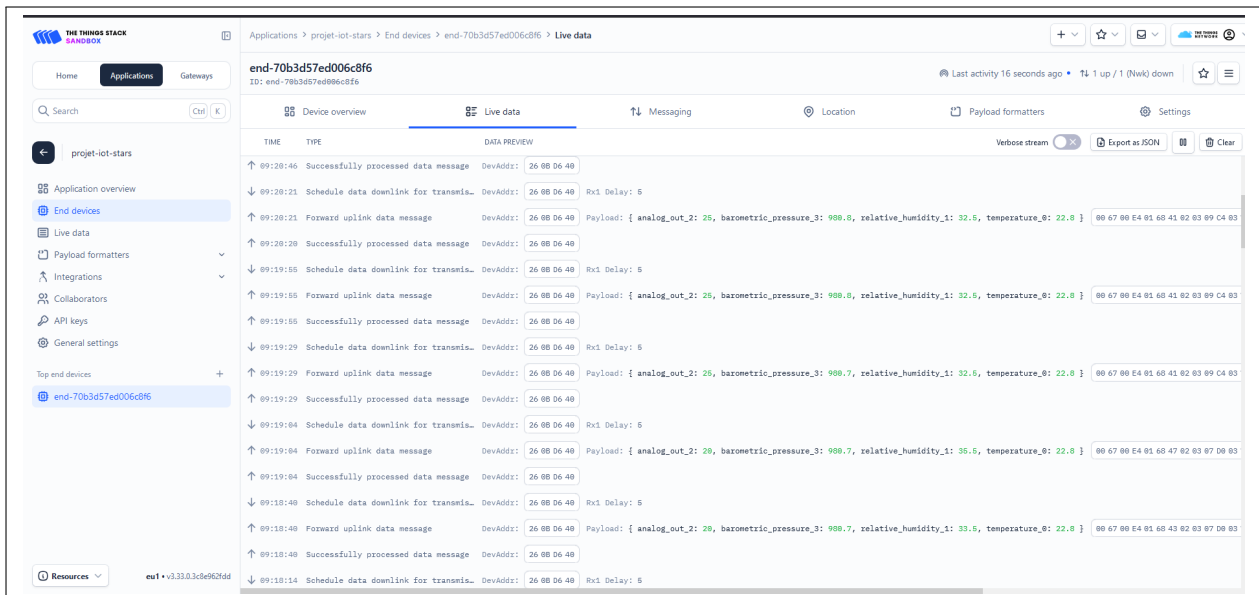 THE THINGS STACK
SANDBOX
Applications > projet-iot-stars > End devices > end-70b3d57ed006c8f6 > Live data
THE THINGS
NETWORK
Home Applications Gateways
end-70b3d57ed006c8f6
ID: end-70b3d57ed006c8f6
Last activity 16 seconds ago • 1 up / 1 (Nwk) down
Search Ctrl K
Device overview Live data Messaging Location Payload formatters Settings
projet-iot-stars
Application overview
End devices
Live data
Payload formatters
Integrations
Collaborators
API keys
General settings
Top end devices +
end-70b3d57ed006c8f6
Resources
eu1 • v3.33.0.3c8e962fdd
TIME TYPE DATA PREVIEW Verbose stream Export as JSON Clear
↑ 09:20:46 Successfully processed data message DevAddr: 26 0B D6 40
↓ 09:20:21 Schedule data downlink for transmis… DevAddr: 26 0B D6 40 Rx1 Delay: 5
↑ 09:20:21 Forward uplink data message DevAddr: 26 0B D6 40 Payload: { analog_out_2: 25, barometric_pressure_3: 980.8, relative_humidity_1: 32.5, temperature_0: 22.8 } 00 67 00 E4 01 68 41 02 03 09 C4 03
↑ 09:20:20 Successfully processed data message DevAddr: 26 0B D6 40
↓ 09:19:55 Schedule data downlink for transmis… DevAddr: 26 0B D6 40 Rx1 Delay: 5
↑ 09:19:55 Forward uplink data message DevAddr: 26 0B D6 40 Payload: { analog_out_2: 25, barometric_pressure_3: 980.8, relative_humidity_1: 32.5, temperature_0: 22.8 } 00 67 00 E4 01 68 41 02 03 09 C4 03
↑ 09:19:55 Successfully processed data message DevAddr: 26 0B D6 40
↓ 09:19:29 Schedule data downlink for transmis… DevAddr: 26 0B D6 40 Rx1 Delay: 5
↑ 09:19:29 Forward uplink data message DevAddr: 26 0B D6 40 Payload: { analog_out_2: 25, barometric_pressure_3: 980.7, relative_humidity_1: 32.5, temperature_0: 22.8 } 00 67 00 E4 01 68 41 02 03 09 C4 03
↑ 09:19:29 Successfully processed data message DevAddr: 26 0B D6 40
↓ 09:19:04 Schedule data downlink for transmis… DevAddr: 26 0B D6 40 Rx1 Delay: 5
↑ 09:19:04 Forward uplink data message DevAddr: 26 0B D6 40 Payload: { analog_out_2: 20, barometric_pressure_3: 980.7, relative_humidity_1: 35.5, temperature_0: 22.8 } 00 67 00 E4 01 68 47 02 03 07 D0 03
↑ 09:19:04 Successfully processed data message DevAddr: 26 0B D6 40
↓ 09:18:40 Schedule data downlink for transmis… DevAddr: 26 0B D6 40 Rx1 Delay: 5
↑ 09:18:40 Forward uplink data message DevAddr: 26 0B D6 40 Payload: { analog_out_2: 20, barometric_pressure_3: 980.7, relative_humidity_1: 33.5, temperature_0: 22.8 } 00 67 00 E4 01 68 43 02 03 07 D0 03
↑ 09:18:40 Successfully processed data message DevAddr: 26 0B D6 40
↓ 09:18:14 Schedule data downlink for transmis… DevAddr: 26 0B D6 40 Rx1 Delay: 5